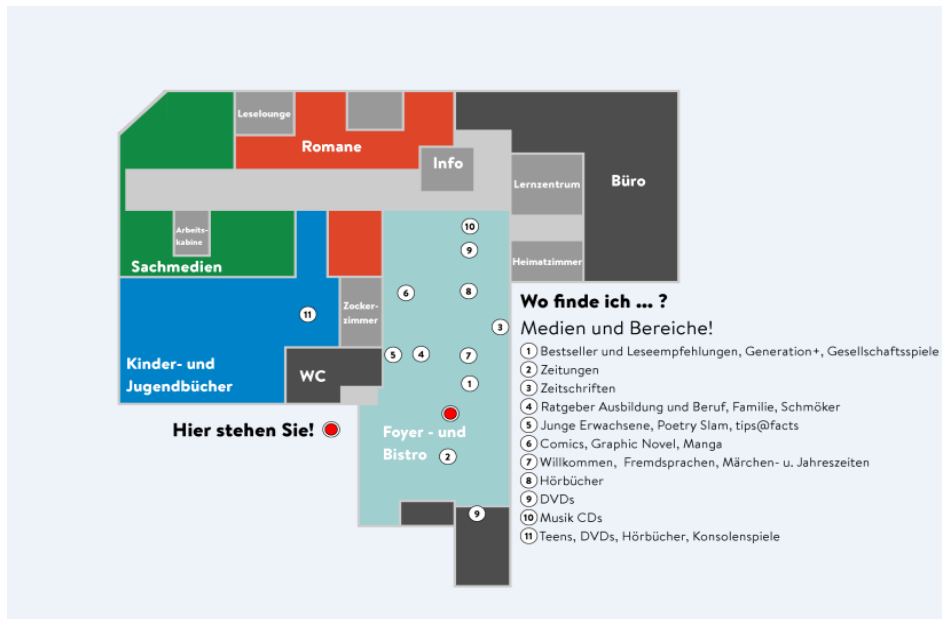 Leselounge
Romane
Info
Lernzentrum
Büro
Arbeits-
kabine
10
9
Heimatzimmer
Sachmedien
6
8
Zocker-
zimmer
11
3
5
4
7
Kinder- und
Jugendbücher
WC
1
Hier stehen Sie!
Foyer - und
Bistro
2
9
Wo finde ich ... ?
Medien und Bereiche!
1 Bestseller und Leseempfehlungen, Generation+, Gesellschaftsspiele
2 Zeitungen
3 Zeitschriften
4 Ratgeber Ausbildung und Beruf, Familie, Schmöker
5 Junge Erwachsene, Poetry Slam, tips@facts
6 Comics, Graphic Novel, Manga
7 Willkommen, Fremdsprachen, Märchen- u. Jahreszeiten
8 Hörbücher
9 DVDs
10 Musik CDs
11 Teens, DVDs, Hörbücher, Konsolenspiele